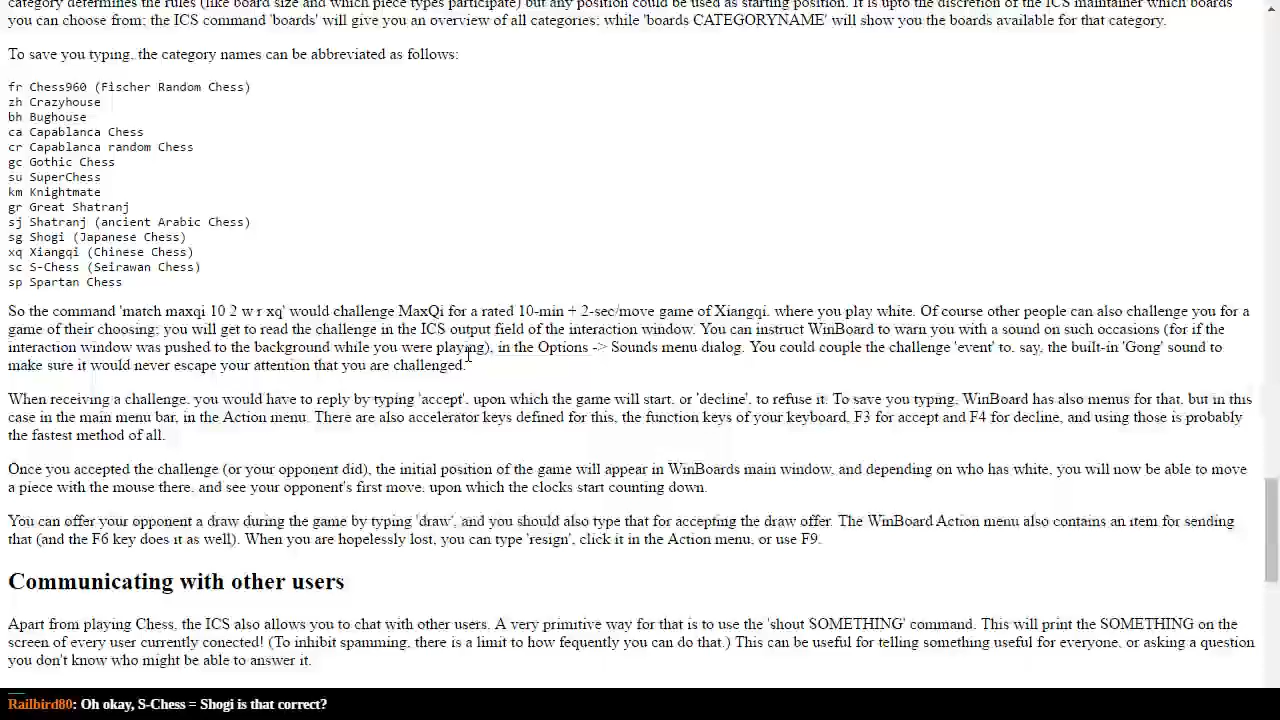 category determines the rules (like board size and which piece types participate) but any position could be used as starting position. It is upto the discretion of the ICS maintainer which boards
you can choose from: the ICS command 'boards' will give you an overview of all categories; while 'boards CATEGORYNAME' will show you the boards available for that category.
To save you typing, the category names can be abbreviated as follows:
fr Chess960 (Fischer Random Chess)
zh Crazyhouse
bh Bughouse
ca Capablanca Chess
cr Capablanca random Chess
gc Gothic Chess
su SuperChess
km Knightmate
gr Great Shatranj
sj Shatranj (ancient Arabic Chess)
sg Shogi (Japanese Chess)
xq Xiangqi (Chinese Chess)
sc S-Chess (Seirawan Chess)
sp Spartan Chess
So the command 'match maxqi 10 2 w r xq' would challenge MaxQi for a rated 10-min + 2-sec/move game of Xiangqi, where you play white. Of course other people can also challenge you for a
game of their choosing; you will get to read the challenge in the ICS output field of the interaction window. You can instruct WinBoard to warn you with a sound on such occasions (for if the
interaction window was pushed to the background while you were playing), in the Options -> Sounds menu dialog. You could couple the challenge 'event' to, say, the built-in 'Gong' sound to
make sure it would never escape your attention that you are challenged.
When receiving a challenge, you would have to reply by typing 'accept', upon which the game will start, or 'decline', to refuse it. To save you typing, WinBoard has also menus for that, but in this
case in the main menu bar, in the Action menu. There are also accelerator keys defined for this, the function keys of your keyboard, F3 for accept and F4 for decline, and using those is probably
the fastest method of all.
Once you accepted the challenge (or your opponent did), the initial position of the game will appear in WinBoards main window, and depending on who has white, you will now be able to move
a piece with the mouse there, and see your opponent's first move, upon which the clocks start counting down.
You can offer your opponent a draw during the game by typing 'draw', and you should also type that for accepting the draw offer. The WinBoard Action menu also contains an item for sending
that (and the F6 key does it as well). When you are hopelessly lost, you can type 'resign', click it in the Action menu, or use F9.
Communicating with other users
Apart from playing Chess, the ICS also allows you to chat with other users. A very primitive way for that is to use the 'shout SOMETHING' command. This will print the SOMETHING on the
screen of every user currently conected! (To inhibit spamming, there is a limit to how fequently you can do that.) This can be useful for telling something useful for everyone, or asking a question
you don't know who might be able to answer it.
Railbird80: Oh okay, S-Chess = Shogi is that correct?